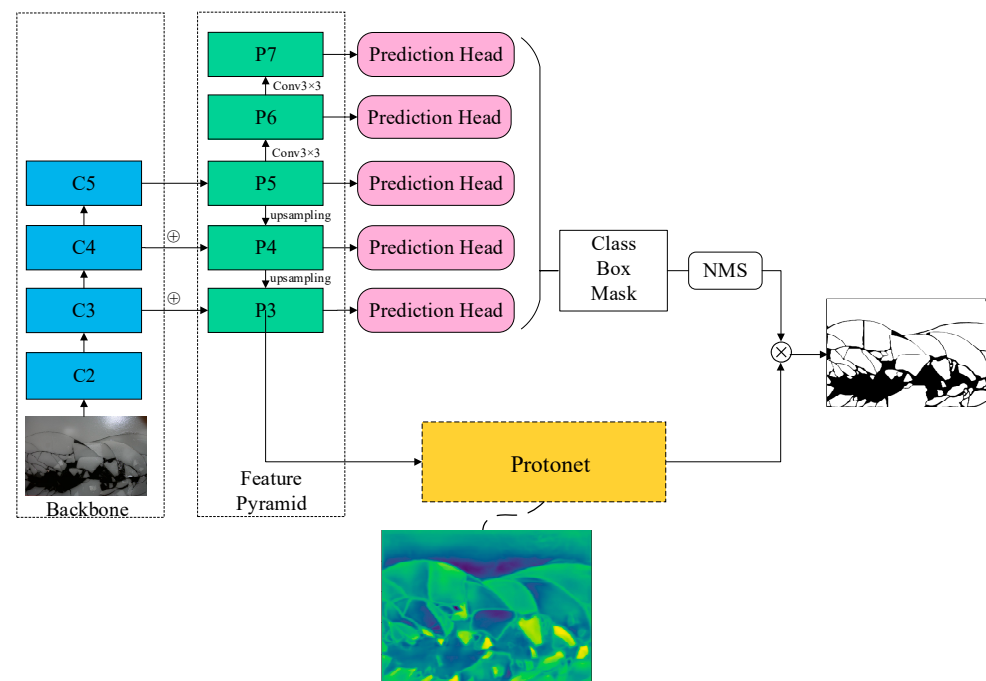 P7
Prediction Head
Conv3×3
P6
Prediction Head
Conv3×3
C5
P5
Prediction Head
upsampling
C4
⊕
P4
Prediction Head
upsampling
C3
⊕
P3
Prediction Head
C2
Class
Box
Mask
NMS
Protonet
Feature
Pyramid
Backbone